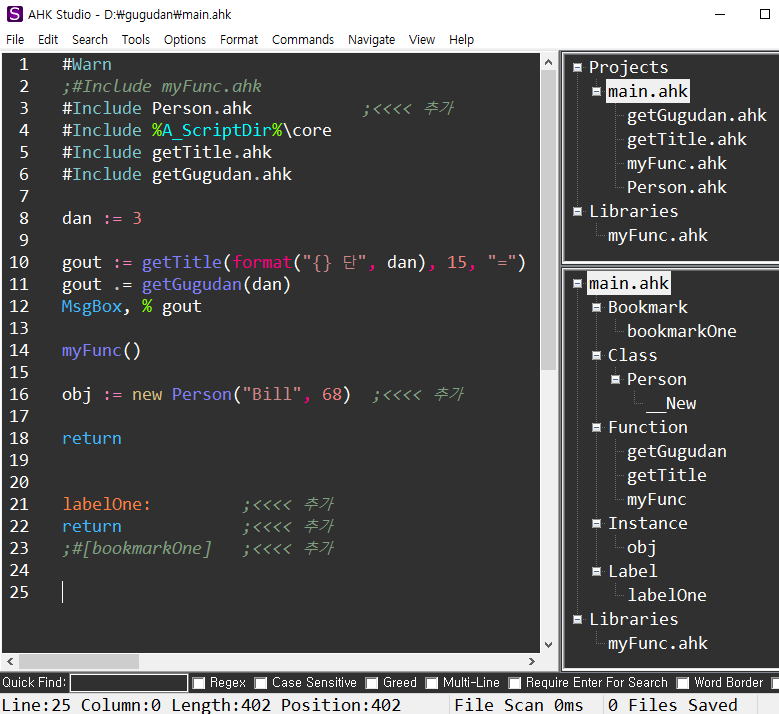 AHK Studio - D:₩gugudan₩main.ahk
File Edit Search Tools Options Format Commands Navigate View Help
1 #Warn
2 ;#Include myFunc.ahk
3 #Include Person.ahk ;<<<< 추가
4 #Include %A_ScriptDir%\core
5 #Include getTitle.ahk
6 #Include getGugudan.ahk
7
8 dan := 3
9
10 gout := getTitle(format("{} 단", dan), 15, "=")
11 gout .= getGugudan(dan)
12 MsgBox, % gout
13
14 myFunc()
15
16 obj := new Person("Bill", 68) ;<<<< 추가
17
18 return
19
20
21 labelOne: ;<<<< 추가
22 return ;<<<< 추가
23 ;#[bookmarkOne] ;<<<< 추가
24
25
Projects
main.ahk
getGugudan.ahk
getTitle.ahk
myFunc.ahk
Person.ahk
Libraries
myFunc.ahk
main.ahk
Bookmark
bookmarkOne
Class
Person
__New
Function
getGugudan
getTitle
myFunc
Instance
obj
Label
labelOne
Libraries
myFunc.ahk
Quick Find: Regex Case Sensitive Greed Multi-Line Require Enter For Search Word Border
Line:25 Column:0 Length:402 Position:402 File Scan 0ms 0 Files Saved